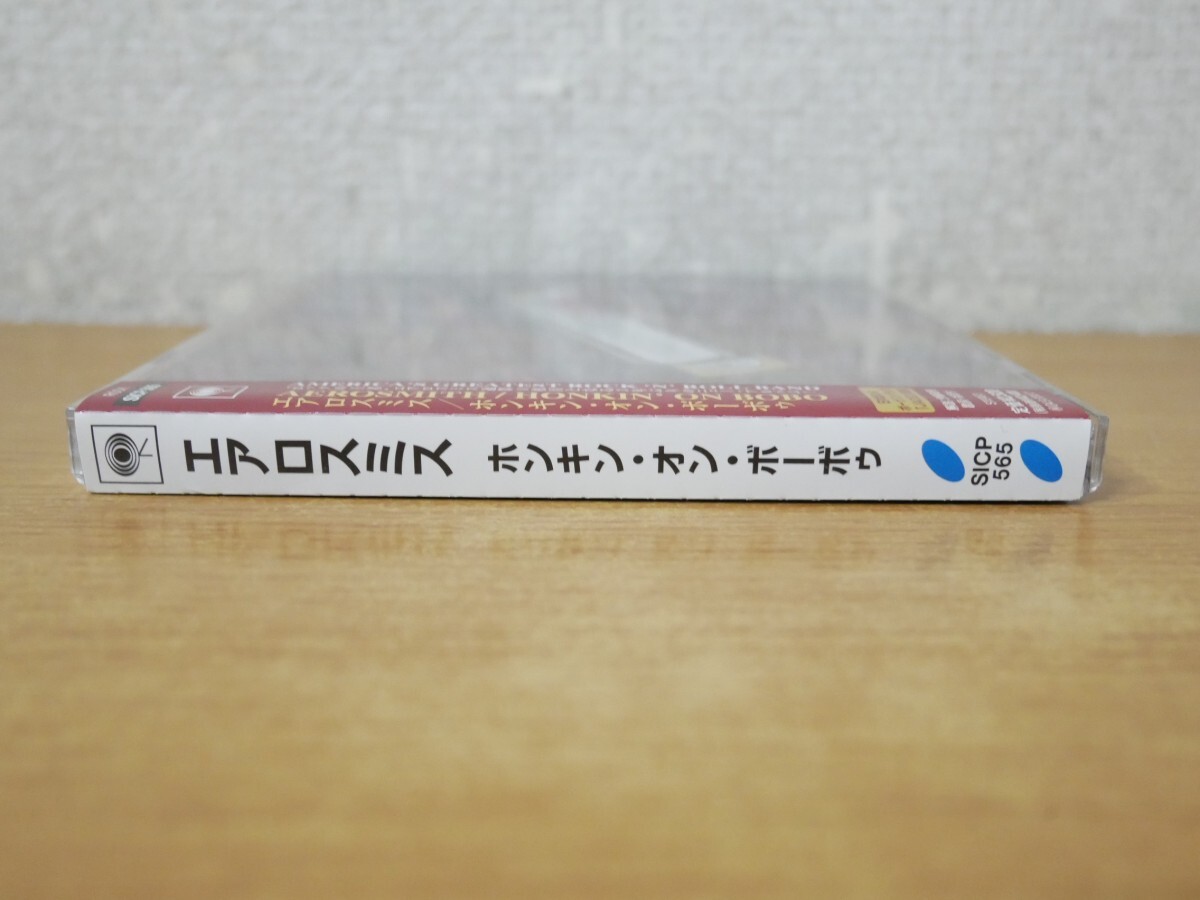 AMERICA'S GREATEST ROCK 'N' ROLL BAND
AEROSMITH / HONKIN' ON BOBO
エアロスミス／ホンキン・オン・ボーボゥ
エアロスミス ホンキン・オン・ボーボゥ
SICP
565